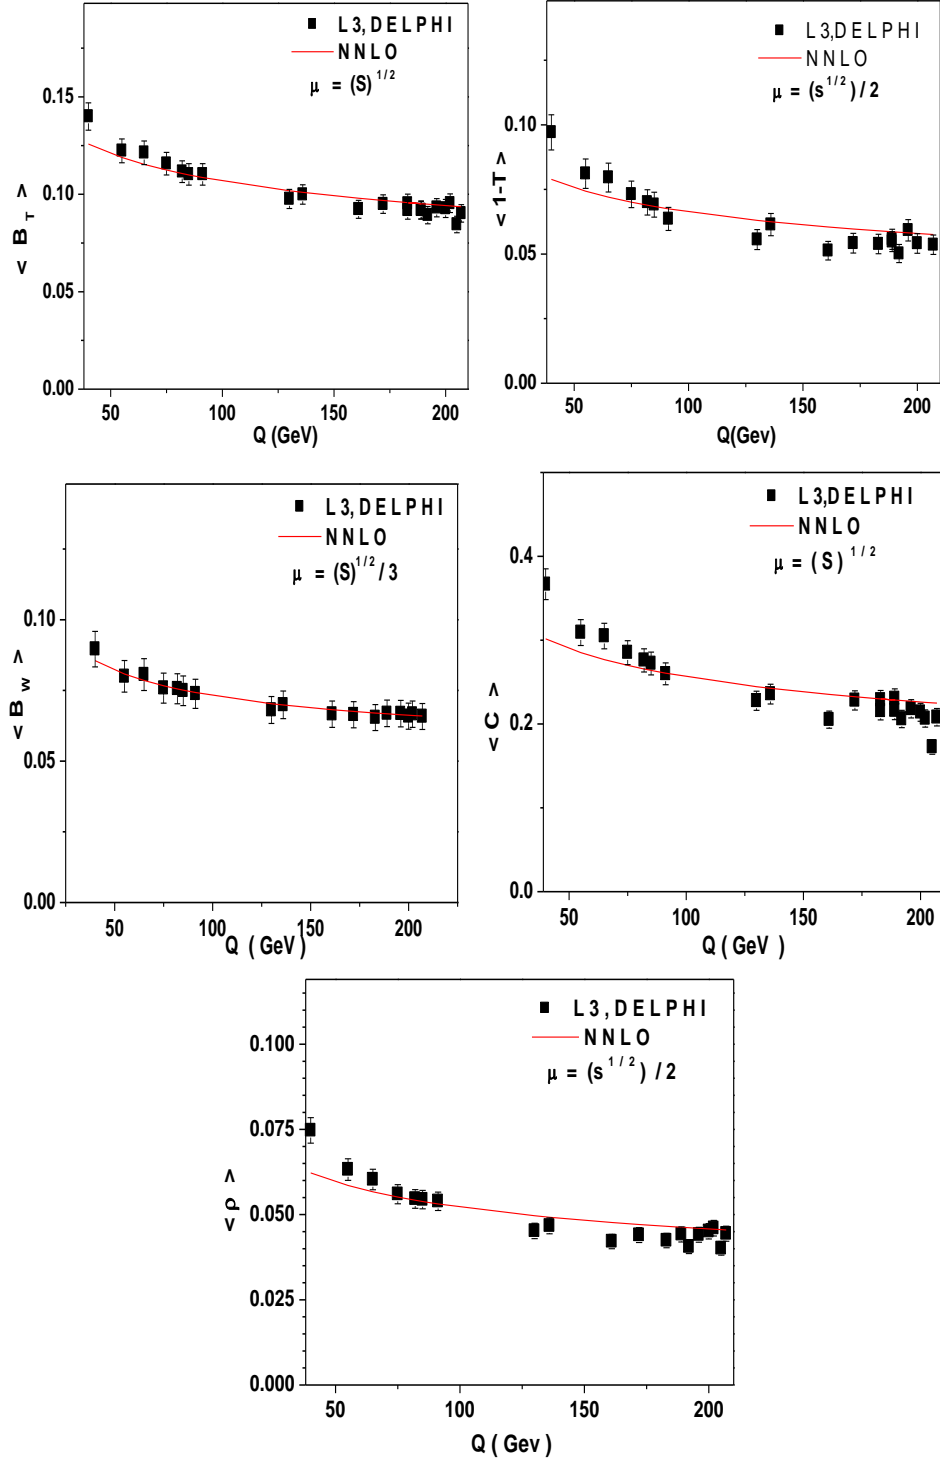 L3,DELPHI
NNLO
μ = (S)^1/2
0.15
0.10
0.05
0.00
< B_T >
50 100 150 200
Q (GeV)
L3,DELPHI
NNLO
μ = (s^1/2)/2
0.10
0.05
0.00
<1-T>
50 100 150 200
Q(Gev)
L3,DELPHI
NNLO
μ = (S)^1/2/3
0.10
0.05
0.00
< B_w >
50 100 150 200
Q ( GeV)
L3,DELPHI
NNLO
μ = ( S )^1/2
0.4
0.2
0.0
< C >
50 100 150 200
Q ( GeV )
L3,DELPHI
NNLO
μ = (s^1/2) /2
0.100
0.075
0.050
0.025
0.000
< ρ >
50 100 150 200
Q ( Gev )